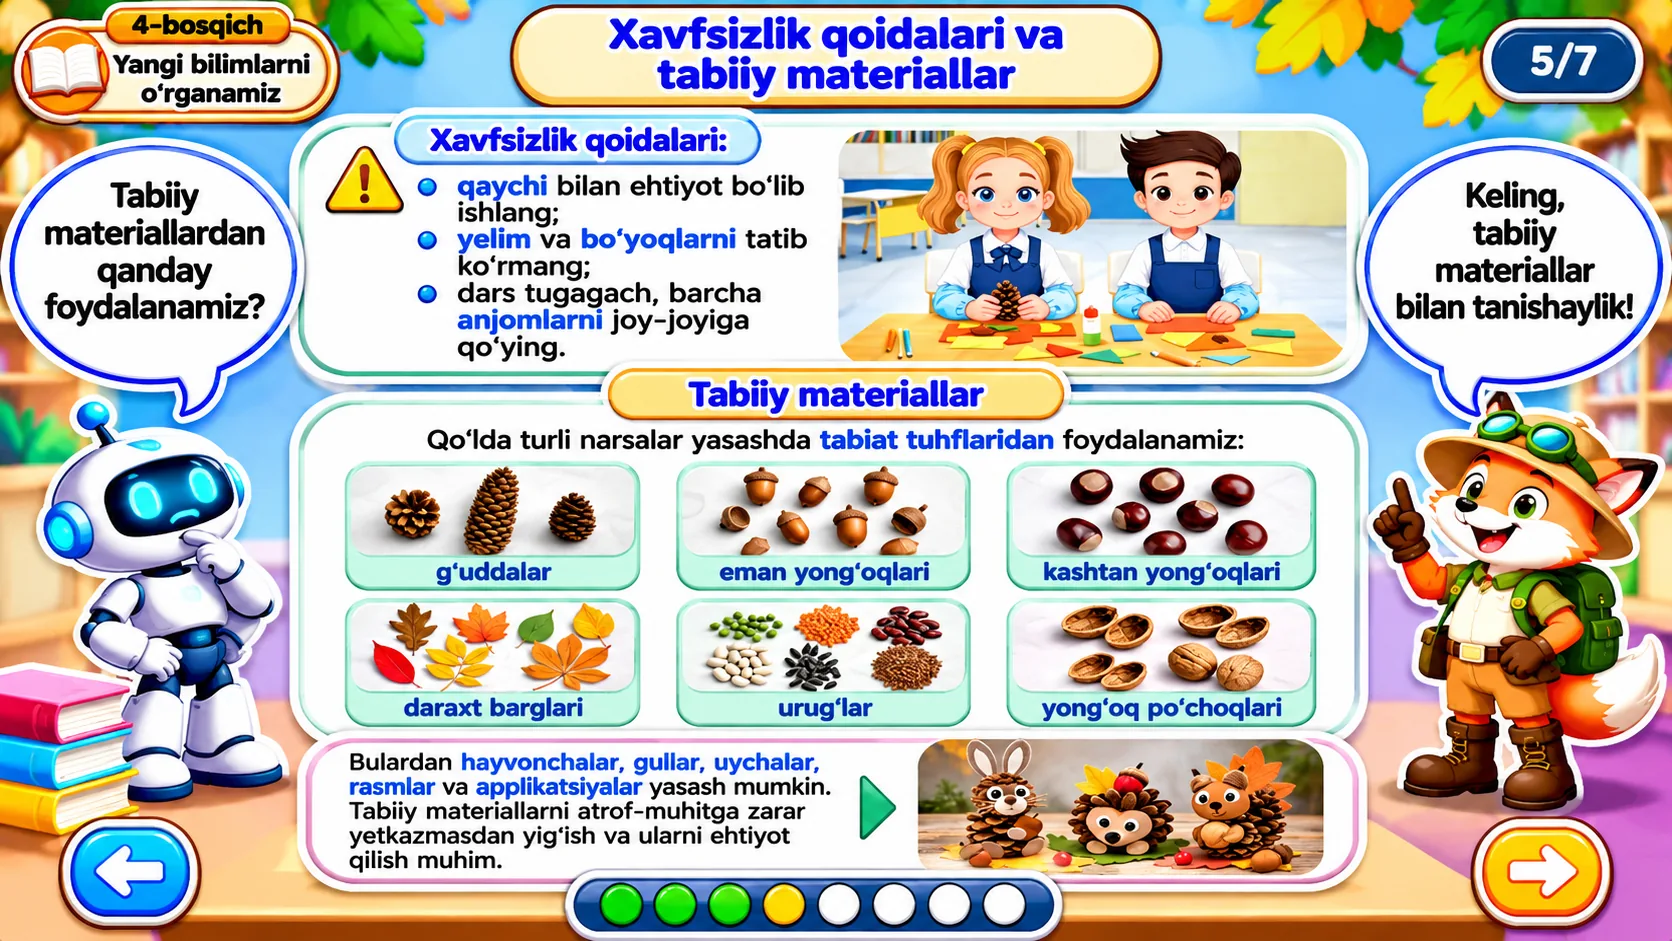 4-bosqich
Yangi bilimlarni
o‘rganamiz
Xavfsizlik qoidalari va
tabiiy materiallar
5/7
Tabiiy
materiallardan
qanday
foydalanamiz?
Xavfsizlik qoidalari:
qaychi bilan ehtiyot bo‘lib
ishlang;
yelim va bo‘yoqlarni tatib
ko‘rmang;
dars tugagach, barcha
anjomlarni joy-joyiga
qo‘ying.
Keling,
tabiiy
materiallar
bilan tanishaylik!
Tabiiy materiallar
Qo‘lda turli narsalar yasashda tabiat tuhflaridan foydalanamiz:
g‘uddalar
eman yong‘oqlari
kashtan yong‘oqlari
daraxt barglari
urug‘lar
yong‘oq po‘choqlari
Bulardan hayvonchalar, gullar, uychalar,
rasmlar va applikatsiyalar yasash mumkin.
Tabiiy materiallarni atrof-muhitga zarar
yetkazmasdan yig‘ish va ularni ehtiyot
qilish muhim.